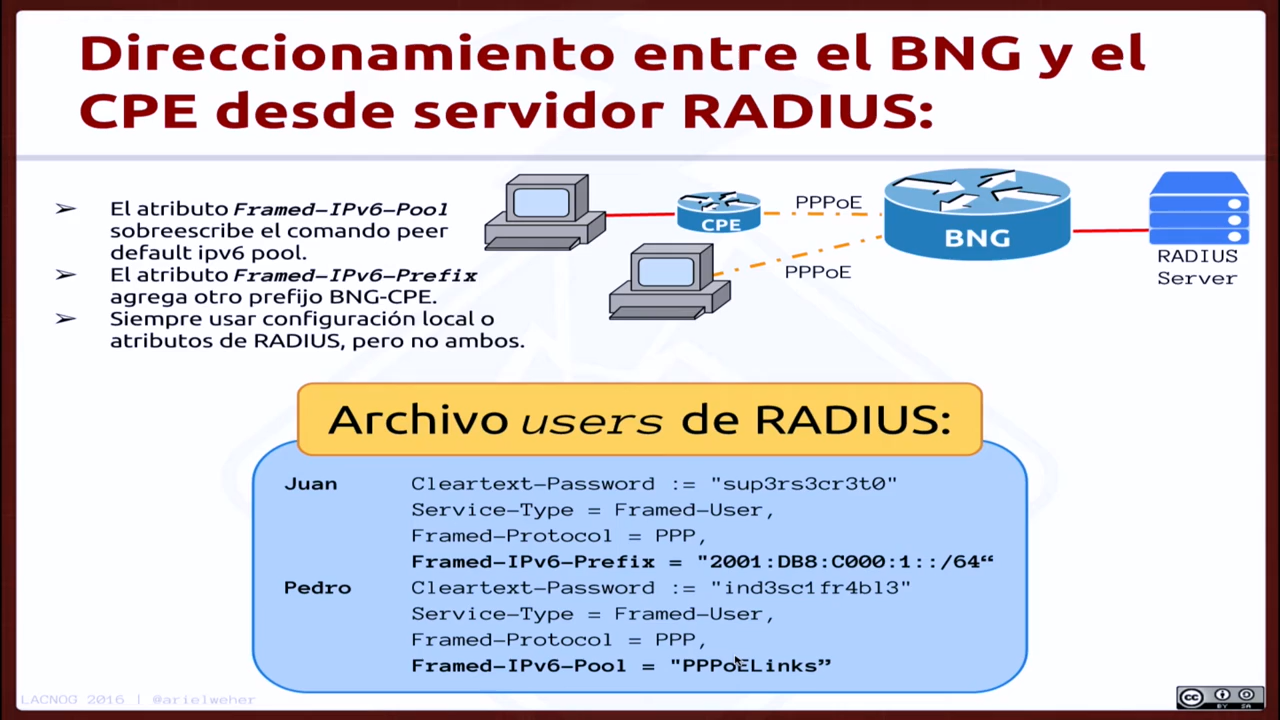 Direccionamiento entre el BNG y el
CPE desde servidor RADIUS:
➢ El atributo Framed-IPv6-Pool
sobreescribe el comando peer
default ipv6 pool.
➢ El atributo Framed-IPv6-Prefix
agrega otro prefijo BNG-CPE.
➢ Siempre usar configuración local o
atributos de RADIUS, pero no ambos.
CPE
PPPoE
PPPoE
BNG
RADIUS
Server
Archivo users de RADIUS:
Juan Cleartext-Password := "sup3rs3cr3t0"
Service-Type = Framed-User,
Framed-Protocol = PPP,
Framed-IPv6-Prefix = "2001:DB8:C000:1::/64“
Pedro Cleartext-Password := "ind3sc1fr4bl3"
Service-Type = Framed-User,
Framed-Protocol = PPP,
Framed-IPv6-Pool = "PPPoELinks”
LACNOG 2016 | @arielweher
cc BY SA